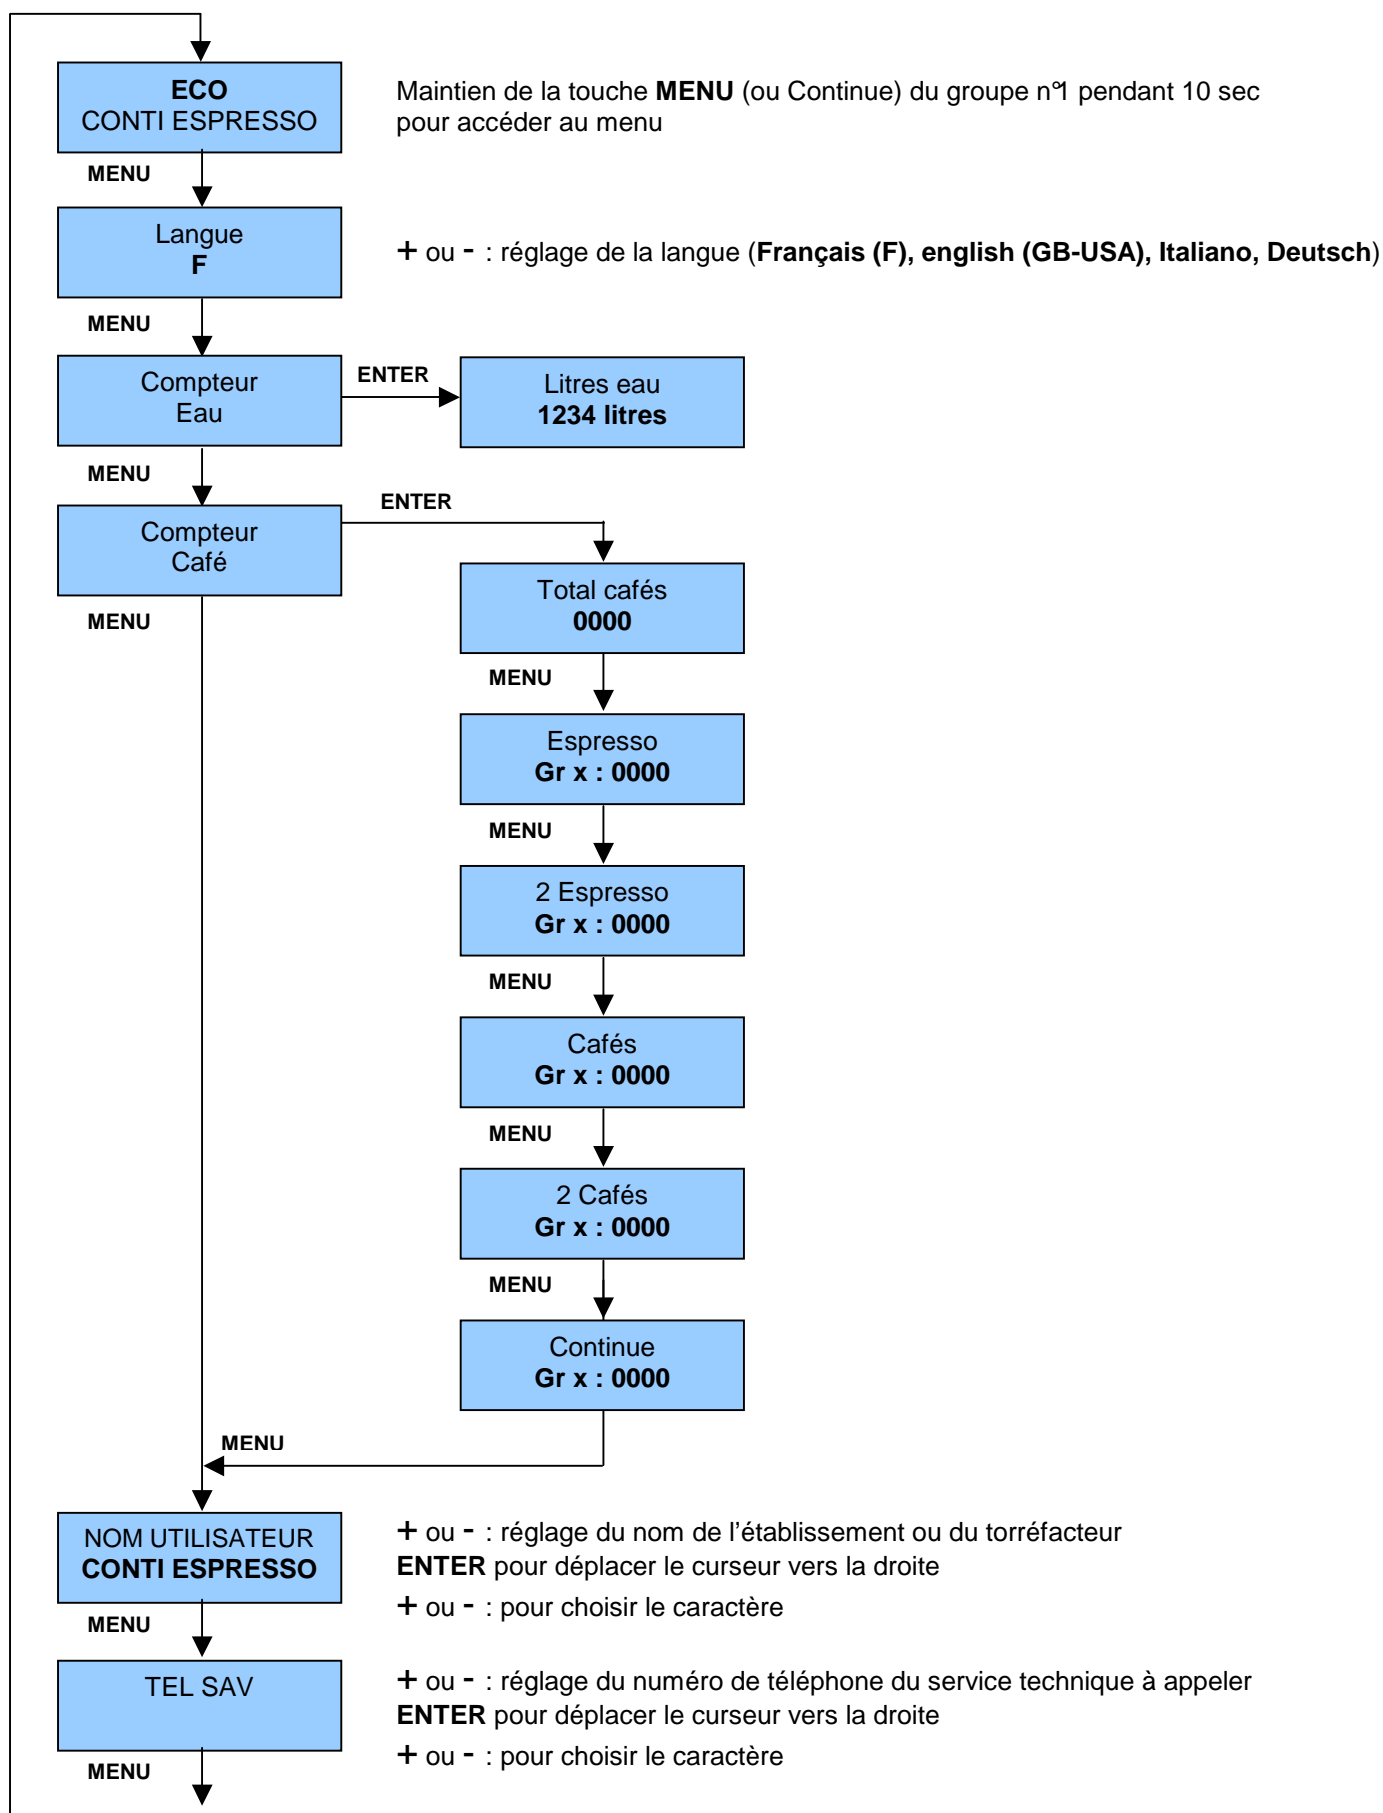 ECO
CONTI ESPRESSO
Maintien de la touche MENU (ou Continue) du groupe n°1 pendant 10 sec
pour accéder au menu
MENU
Langue
F
+ ou - : réglage de la langue (Français (F), english (GB-USA), Italiano, Deutsch)
MENU
Compteur
Eau
ENTER
Litres eau
1234 litres
MENU
Compteur
Café
ENTER
MENU
Total cafés
0000
MENU
Espresso
Gr x : 0000
MENU
2 Espresso
Gr x : 0000
MENU
Cafés
Gr x : 0000
MENU
2 Cafés
Gr x : 0000
MENU
Continue
Gr x : 0000
MENU
NOM UTILISATEUR
CONTI ESPRESSO
+ ou - : réglage du nom de l’établissement ou du torréfacteur
ENTER pour déplacer le curseur vers la droite
+ ou - : pour choisir le caractère
MENU
TEL SAV
+ ou - : réglage du numéro de téléphone du service technique à appeler
ENTER pour déplacer le curseur vers la droite
+ ou - : pour choisir le caractère
MENU